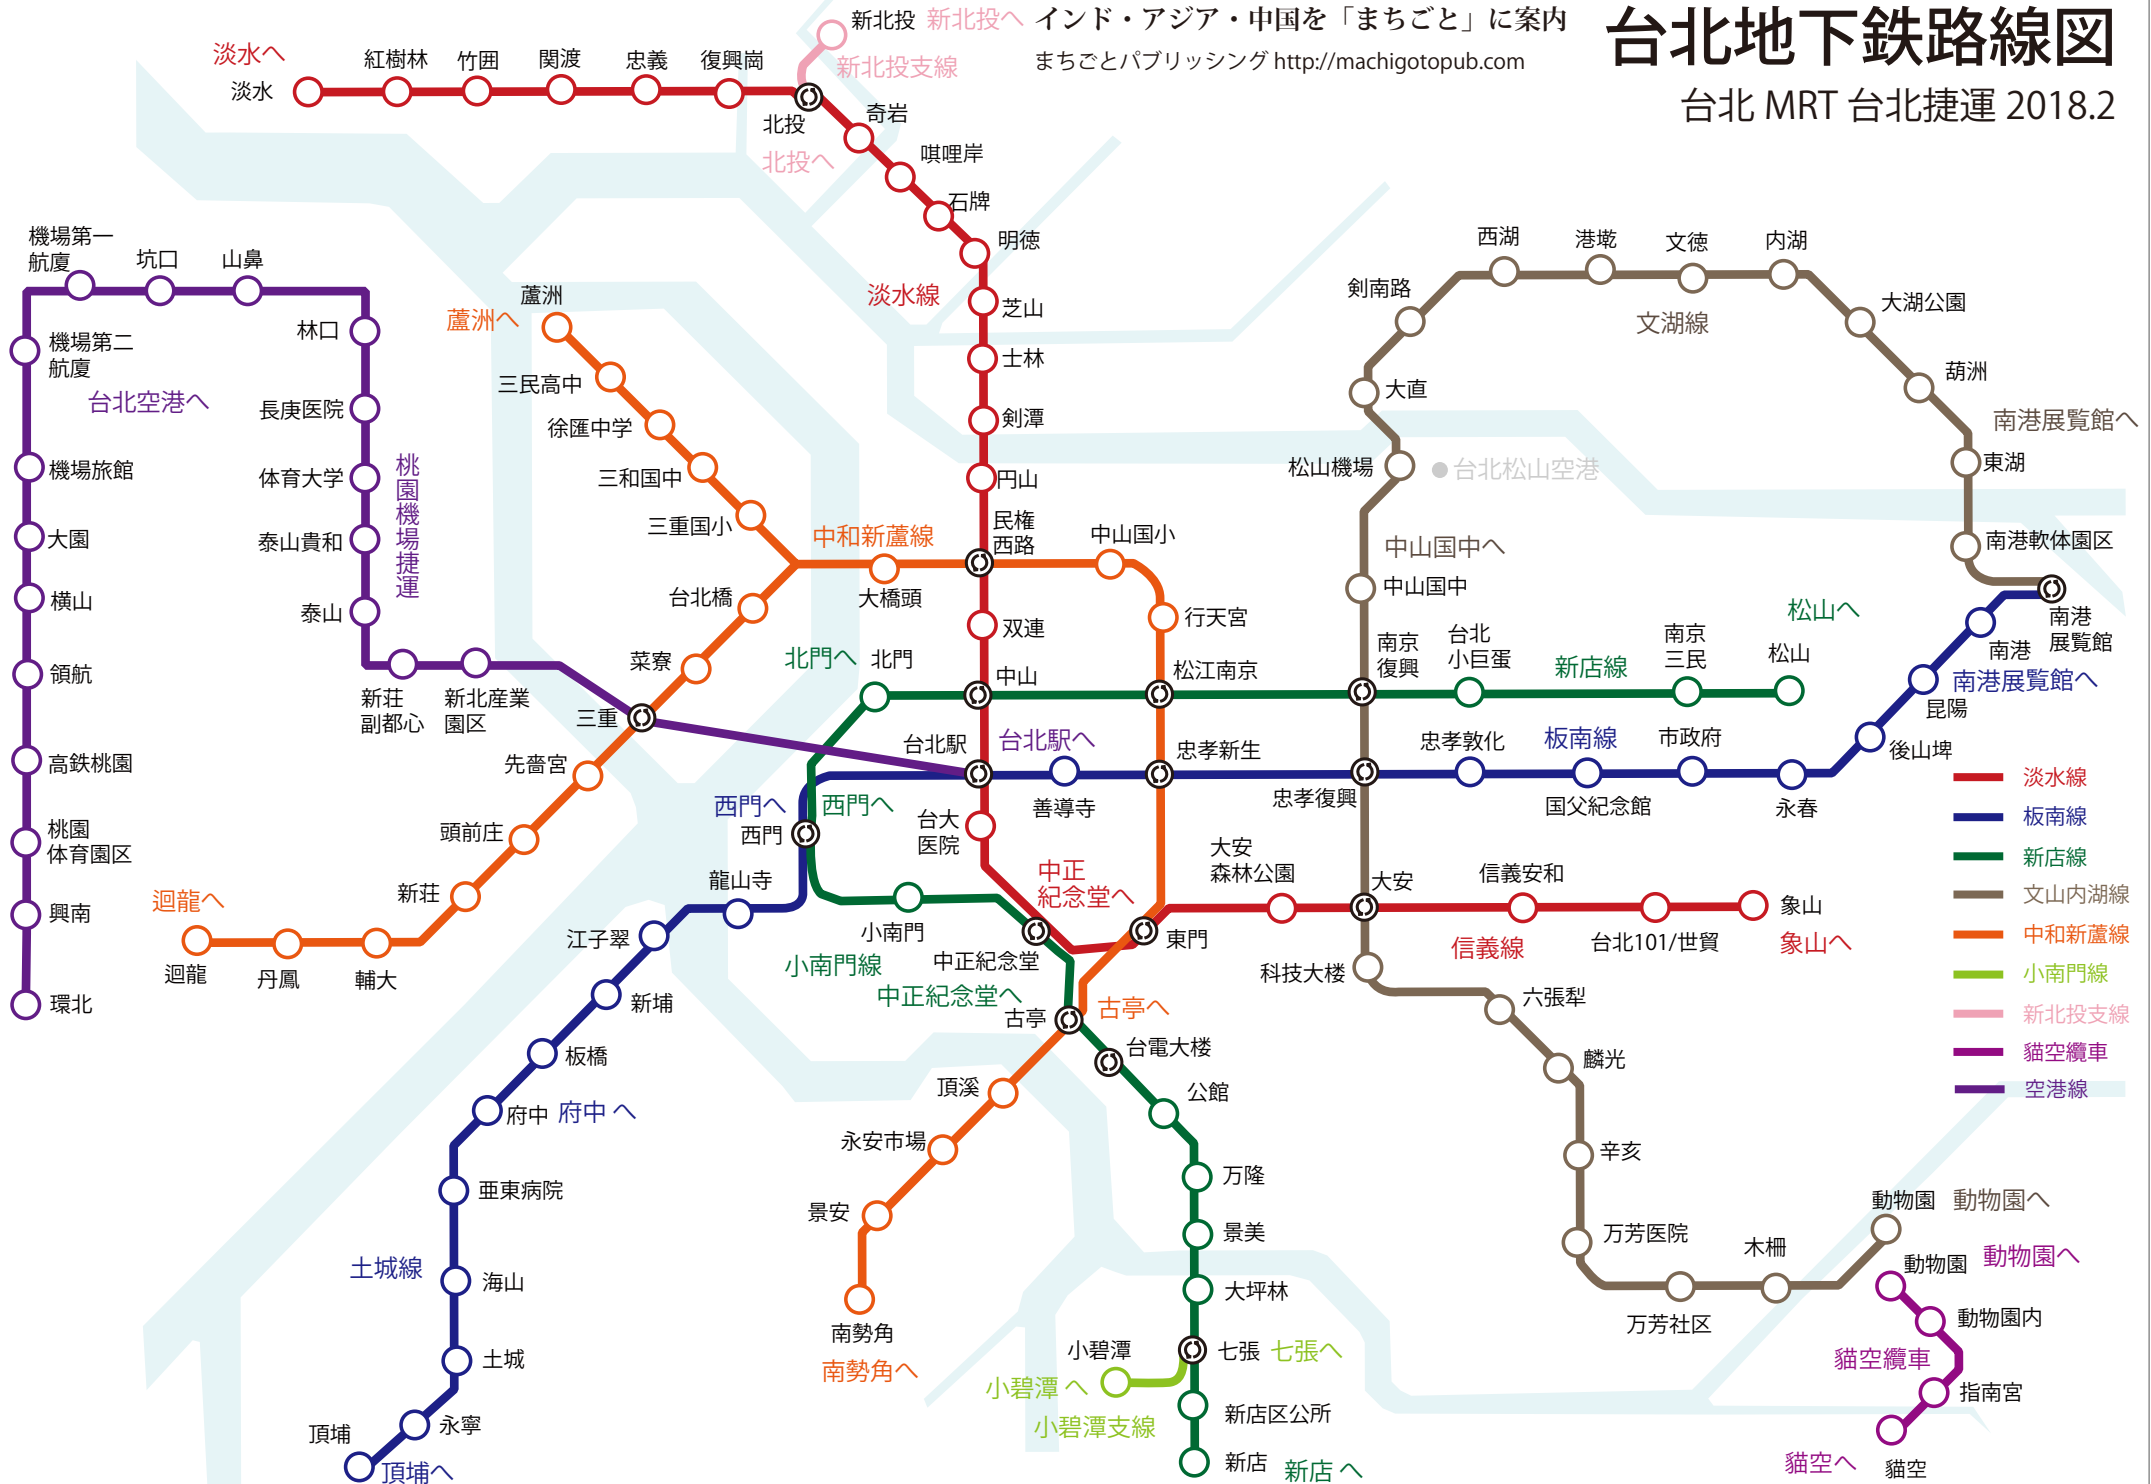 台北地下鉄路線図
台北 MRT 台北捷運 2018.2
インド・アジア・中国を「まちごと」に案内
まちごとパブリッシング http://machigotopub.com
新北投
新北投へ
新北投支線
淡水へ
淡水
紅樹林
竹囲
関渡
忠義
復興崗
北投
北投へ
奇岩
唭哩岸
石牌
明徳
淡水線
芝山
士林
剣潭
円山
民権
西路
双連
中山
台北駅
台北駅へ
台大
医院
中正
紀念堂へ
中正紀念堂
東門
大安
森林公園
大安
信義安和
信義線
台北101/世貿
象山
象山へ
機場第一
航廈
坑口
山鼻
機場第二
航廈
台北空港へ
林口
長庚医院
体育大学
泰山貴和
泰山
桃園機場捷運
機場旅館
大園
横山
領航
高鉄桃園
桃園
体育園区
興南
環北
新荘
副都心
新北産業
園区
三重
蘆洲
蘆洲へ
三民高中
徐匯中学
三和国中
三重国小
中和新蘆線
大橋頭
台北橋
菜寮
先嗇宮
頭前庄
新荘
迴龍へ
迴龍
丹鳳
輔大
中山国小
行天宮
松江南京
忠孝新生
古亭
古亭へ
頂溪
永安市場
景安
南勢角
南勢角へ
北門へ
北門
西門へ
西門へ
西門
小南門
小南門線
中正紀念堂へ
台電大楼
公館
万隆
景美
大坪林
七張
七張へ
小碧潭
小碧潭 へ
小碧潭支線
新店区公所
新店
新店 へ
南京
復興
台北
小巨蛋
新店線
南京
三民
松山
松山へ
善導寺
忠孝復興
忠孝敦化
板南線
国父紀念館
市政府
永春
後山埤
昆陽
南港
南港
展覧館
南港展覧館へ
龍山寺
江子翠
新埔
板橋
府中
府中 へ
亜東病院
土城線
海山
土城
永寧
頂埔
頂埔へ
西湖
港墘
文徳
内湖
剣南路
文湖線
大湖公園
葫洲
大直
松山機場
台北松山空港
南港展覧館へ
東湖
南港軟体園区
中山国中へ
中山国中
科技大楼
六張犁
麟光
辛亥
万芳医院
万芳社区
木柵
動物園
動物園へ
動物園
動物園へ
動物園内
貓空纜車
指南宮
貓空へ
貓空
淡水線
板南線
新店線
文山内湖線
中和新蘆線
小南門線
新北投支線
貓空纜車
空港線